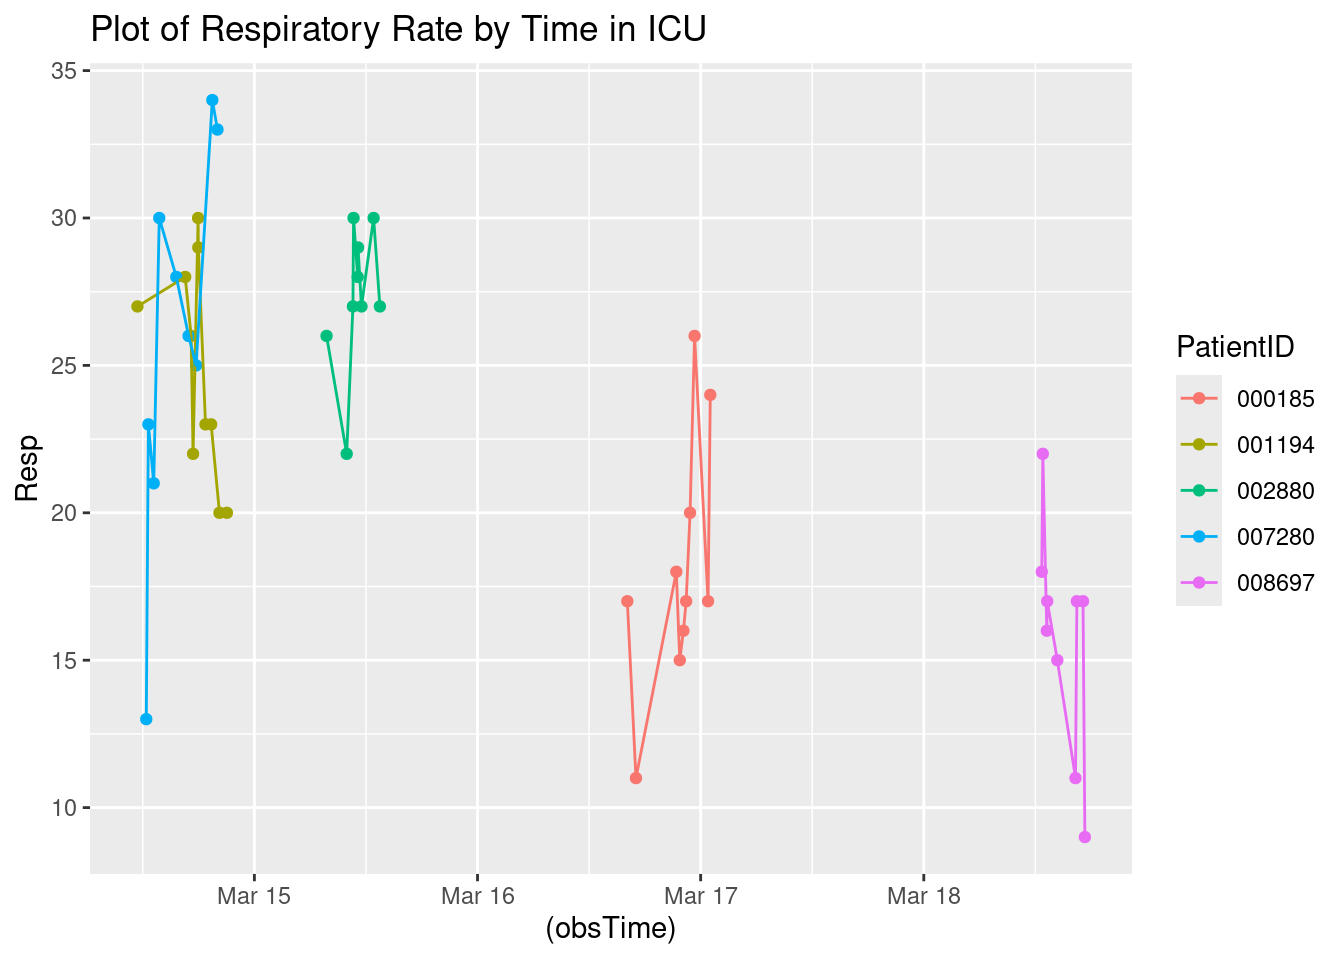 Plot of Respiratory Rate by Time in ICU
35
30
25
20
15
10
Resp
Mar 15
Mar 16
Mar 17
Mar 18
(obsTime)
PatientID
000185
001194
002880
007280
008697